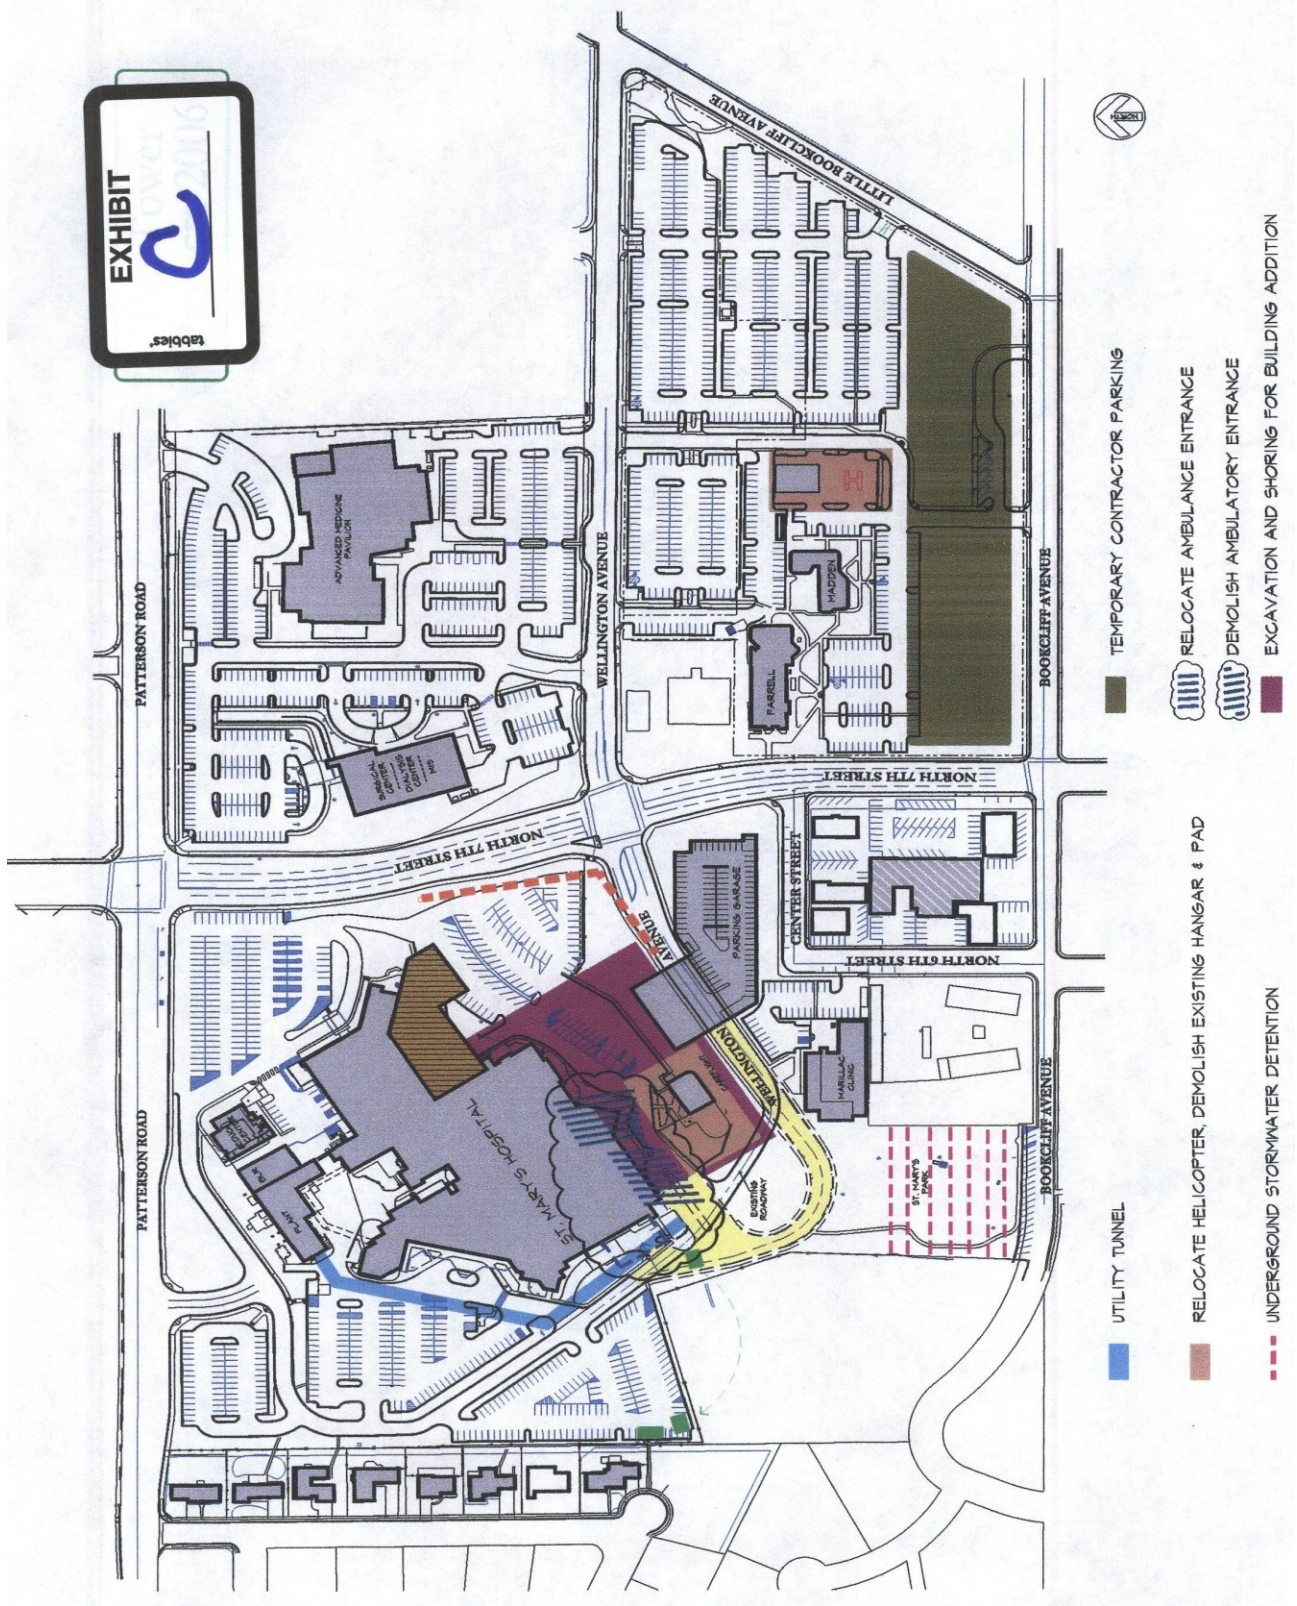 EXHIBIT
C
tabbies®
PATTERSON ROAD
PATTERSON ROAD
ADVANCED MEDICINE
PAVILION
SURGICAL
CENTER
DIALYSIS
CENTER
MIS
NORTH 7TH STREET
WELLINGTON AVENUE
LITTLE BOOKCLIFF AVENUE
H
MADDEN
FARRELL
NORTH 7TH STREET
BOOKCLIFF AVENUE
CENTER STREET
NORTH 6TH STREET
PARKING GARAGE
WELLINGTON
AVENUE
MARILLAC
CLINIC
ST. MARY'S HOSPITAL
PLANT
EXISTING
ROADWAY
ST. MARY'S
PARK
BOOKCLIFF AVENUE
NORTH
UTILITY TUNNEL
RELOCATE HELICOPTER, DEMOLISH EXISTING HANGAR & PAD
UNDERGROUND STORMWATER DETENTION
TEMPORARY CONTRACTOR PARKING
RELOCATE AMBULANCE ENTRANCE
DEMOLISH AMBULATORY ENTRANCE
EXCAVATION AND SHORING FOR BUILDING ADDITION